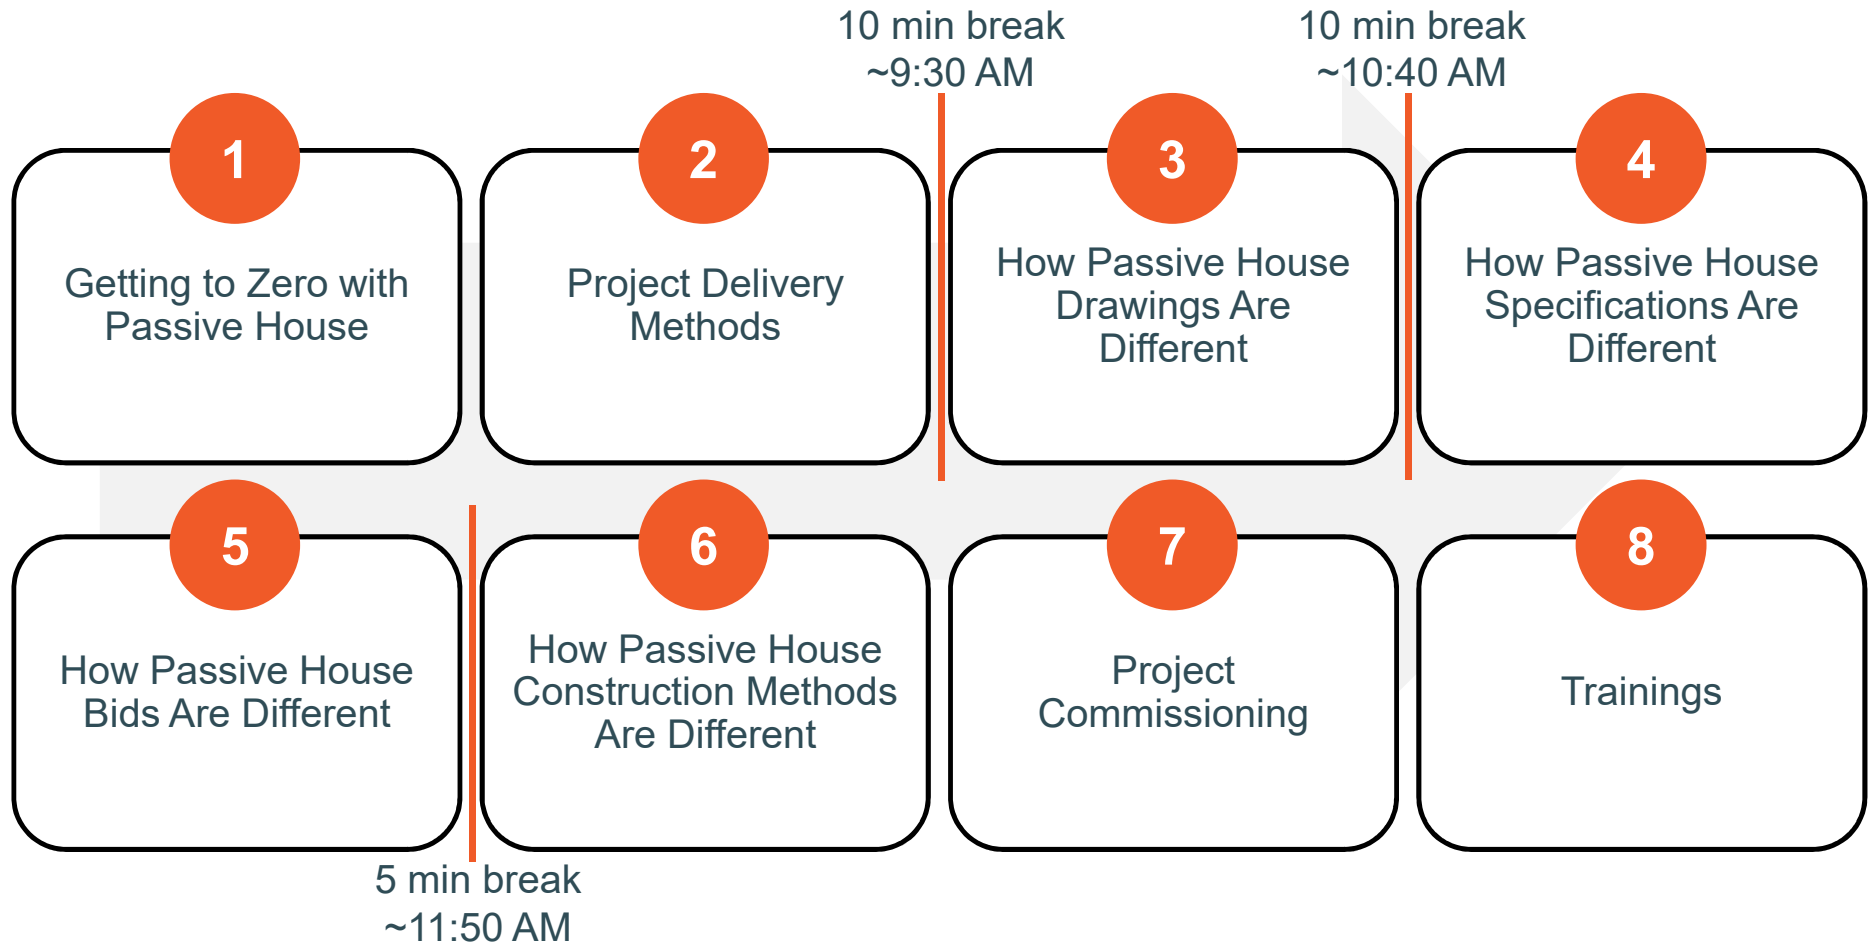 10 min break
~9:30 AM
10 min break
~10:40 AM
1
Getting to Zero with
Passive House
2
Project Delivery
Methods
3
How Passive House
Drawings Are
Different
4
How Passive House
Specifications Are
Different
5
How Passive House
Bids Are Different
6
How Passive House
Construction Methods
Are Different
7
Project
Commissioning
8
Trainings
5 min break
~11:50 AM